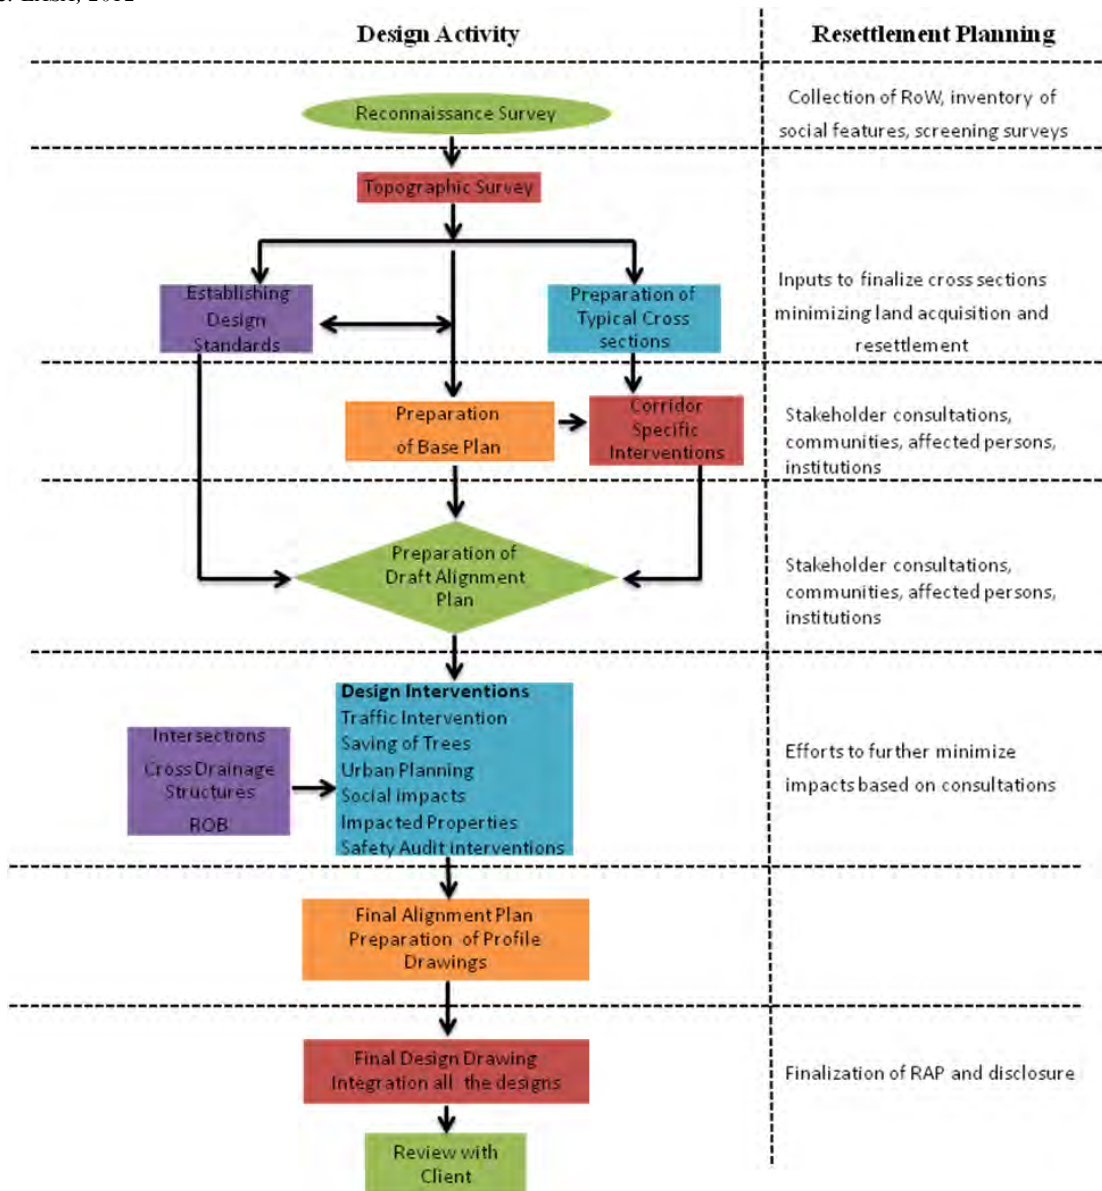 Design Activity
Resettlement Planning
Reconnaissance Survey
Collection of RoW, inventory of
social features, screening surveys
Topographic Survey
Establishing
Design
Standards
Preparation of
Typical Cross
sections
Inputs to finalize cross sections
minimizing land acquisition and
resettlement
Preparation
of Base Plan
Corridor
Specific
Interventions
Stakeholder consultations,
communities, affected persons,
institutions
Preparation of
Draft Alignment
Plan
Stakeholder consultations,
communities, affected persons,
institutions
Intersections
Cross Drainage
Structures
ROB
Design Interventions
Traffic Intervention
Saving of Trees
Urban Planning
Social impacts
Impacted Properties
Safety Audit interventions
Efforts to further minimize
impacts based on consultations
Final Alignment Plan
Preparation of Profile
Drawings
Final Design Drawing
Integration all the designs
Finalization of RAP and disclosure
Review with
Client